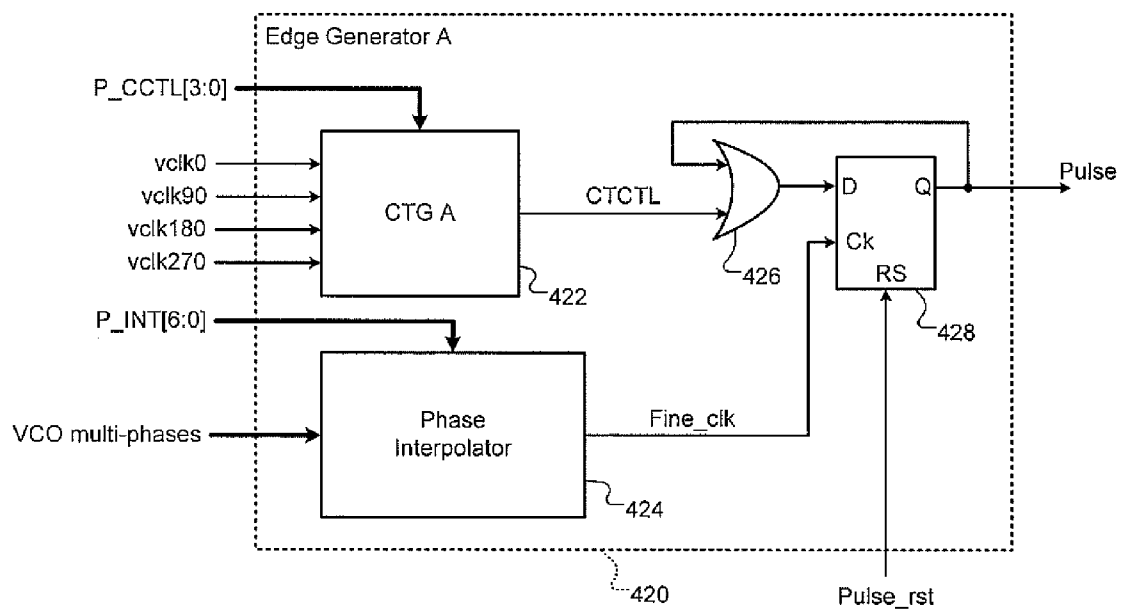 Edge Generator A
P_CCTL[3:0]
vclk0
vclk90
vclk180
vclk270
CTG A
422
CTCTL
426
D
Q
Ck
RS
428
Pulse
P_INT[6:0]
VCO multi-phases
Phase
Interpolator
424
Fine_clk
420
Pulse_rst